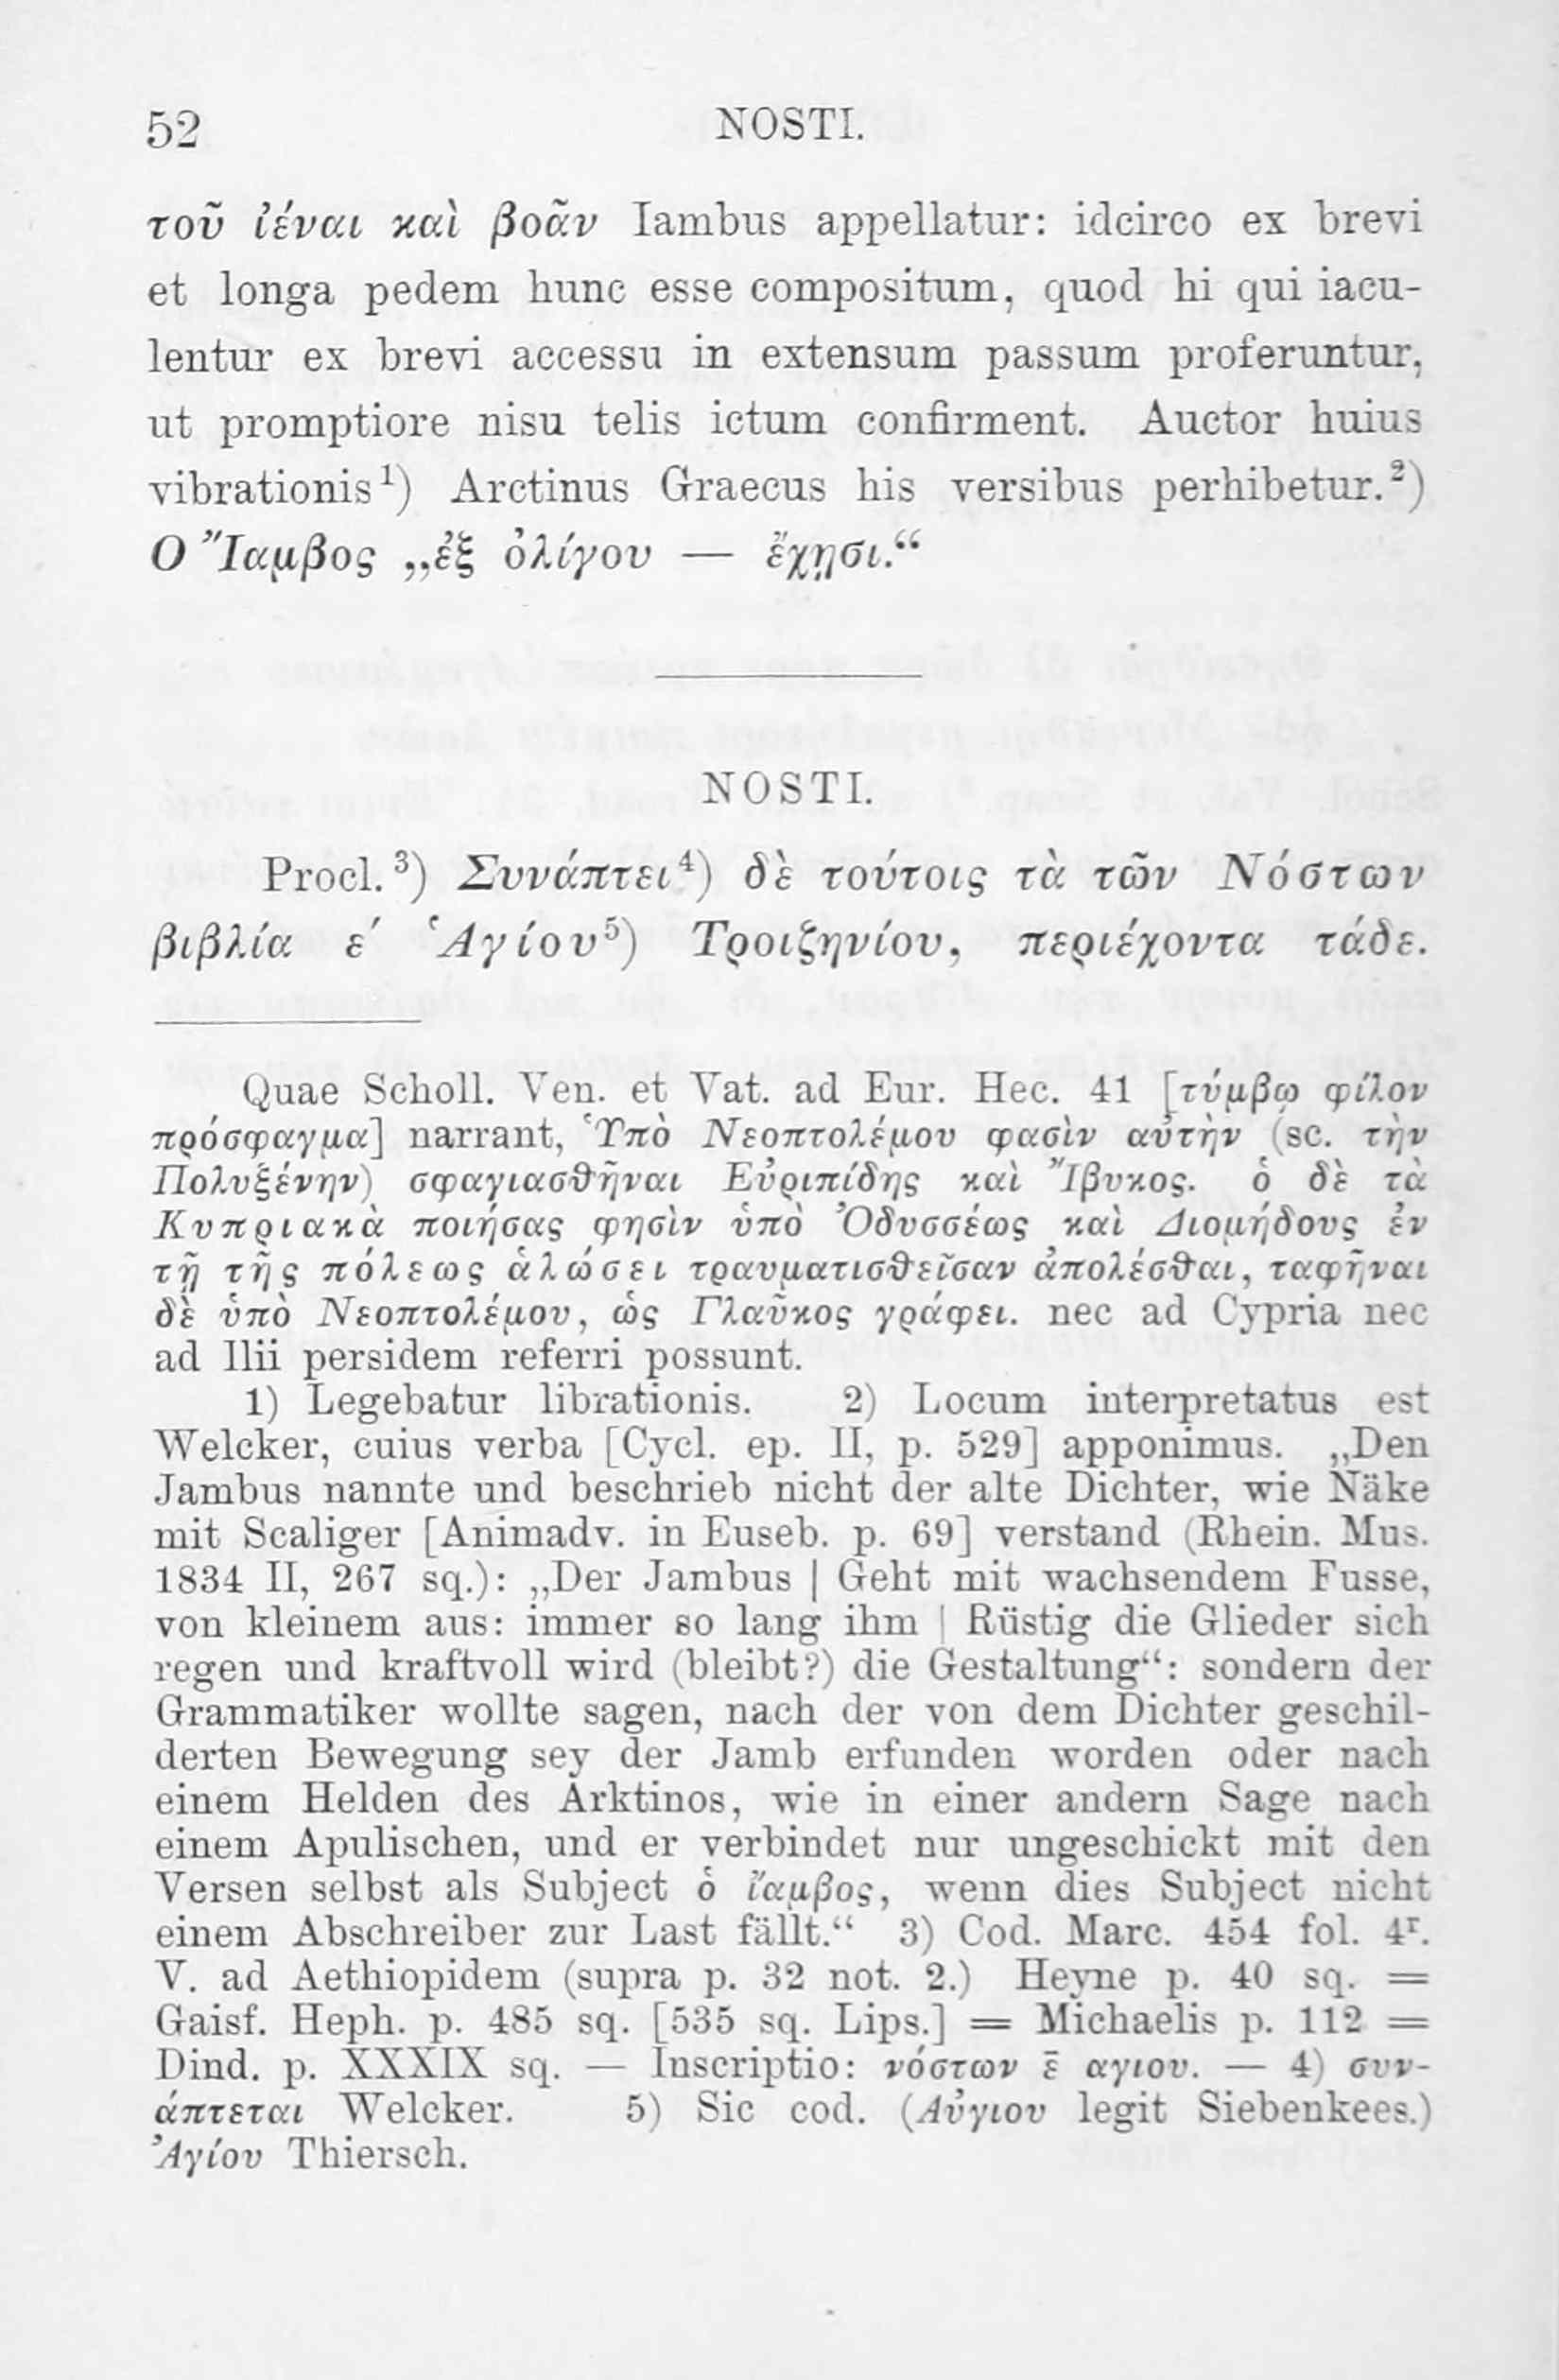 52 NOSTI.
τοῦ ἰέναι καὶ βοᾶν Iambus appellatur: idcirco ex brevi
et longa pedem hunc esse compositum, quod hi qui iacu-
lentur ex brevi accessu in extensum passum proferuntur,
ut promptiore nisu telis ictum confirment. Auctor huius
vibrationis¹) Arctinus Graecus his versibus perhibetur.²)
Ο Ἴαμβος „ἐξ ὀλίγου — ἔχῃσι.“
NOSTI.
Procl.³) Συνάπτει⁴) δὲ τούτοις τὰ τῶν Νόστων
βιβλία ε΄ Ἁγίου⁵) Τροιζηνίου, περιέχοντα τάδε.
Quae Scholl. Ven. et Vat. ad Eur. Hec. 41 [τύμβῳ φίλον
πρόσφαγμα] narrant, Ὑπὸ Νεοπτολέμου φασὶν αὐτὴν (sc. τὴν
Πολυξένην) σφαγιασθῆναι Εὐριπίδης καὶ Ἴβυκος. ὁ δὲ τὰ
Κυπριακὰ ποιήσας φησὶν ὑπὸ Ὀδυσσέως καὶ Διομήδους ἐν
τῇ τῆς πόλεως ἁλώσει τραυματισθεῖσαν ἀπολέσθαι, ταφῆναι
δὲ ὑπὸ Νεοπτολέμου, ὡς Γλαῦκος γράφει. nec ad Cypria nec
ad Ilii persidem referri possunt.
1) Legebatur librationis. 2) Locum interpretatus est
Welcker, cuius verba [Cycl. ep. II, p. 529] apponimus. „Den
Jambus nannte und beschrieb nicht der alte Dichter, wie Näke
mit Scaliger [Animadv. in Euseb. p. 69] verstand (Rhein. Mus.
1834 II, 267 sq.): „Der Jambus | Geht mit wachsendem Fusse,
von kleinem aus: immer so lang ihm | Rüstig die Glieder sich
regen und kraftvoll wird (bleibt?) die Gestaltung“: sondern der
Grammatiker wollte sagen, nach der von dem Dichter geschil-
derten Bewegung sey der Jamb erfunden worden oder nach
einem Helden des Arktinos, wie in einer andern Sage nach
einem Apulischen, und er verbindet nur ungeschickt mit den
Versen selbst als Subject ὁ ἴαμβος, wenn dies Subject nicht
einem Abschreiber zur Last fällt.“ 3) Cod. Marc. 454 fol. 4ʳ.
V. ad Aethiopidem (supra p. 32 not. 2.) Heyne p. 40 sq. =
Gaisf. Heph. p. 485 sq. [535 sq. Lips.] = Michaelis p. 112 =
Dind. p. XXXIX sq. — Inscriptio: νόστων ε̄ αγιου. — 4) συν-
άπτεται Welcker. 5) Sic cod. (Αὐγιου legit Siebenkees.)
Ἀγίου Thiersch.